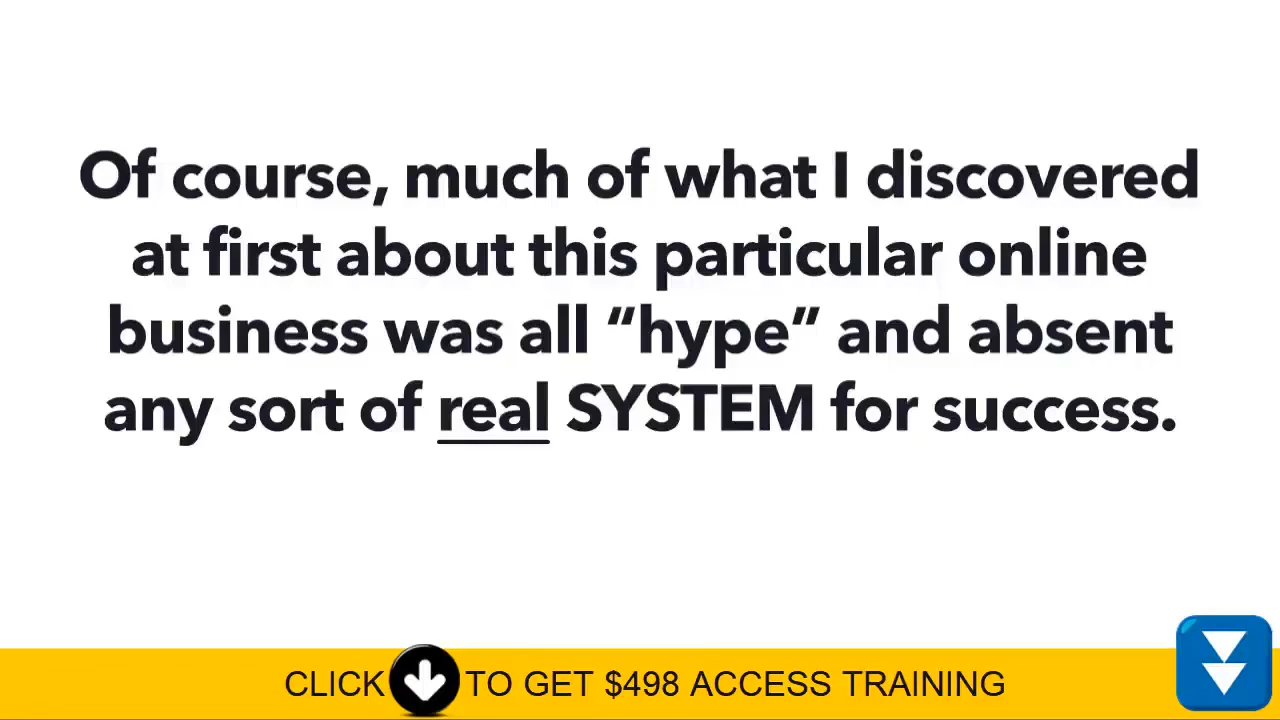 Of course, much of what I discovered
at first about this particular online
business was all “hype” and absent
any sort of real SYSTEM for success.
CLICK TO GET $498 ACCESS TRAINING